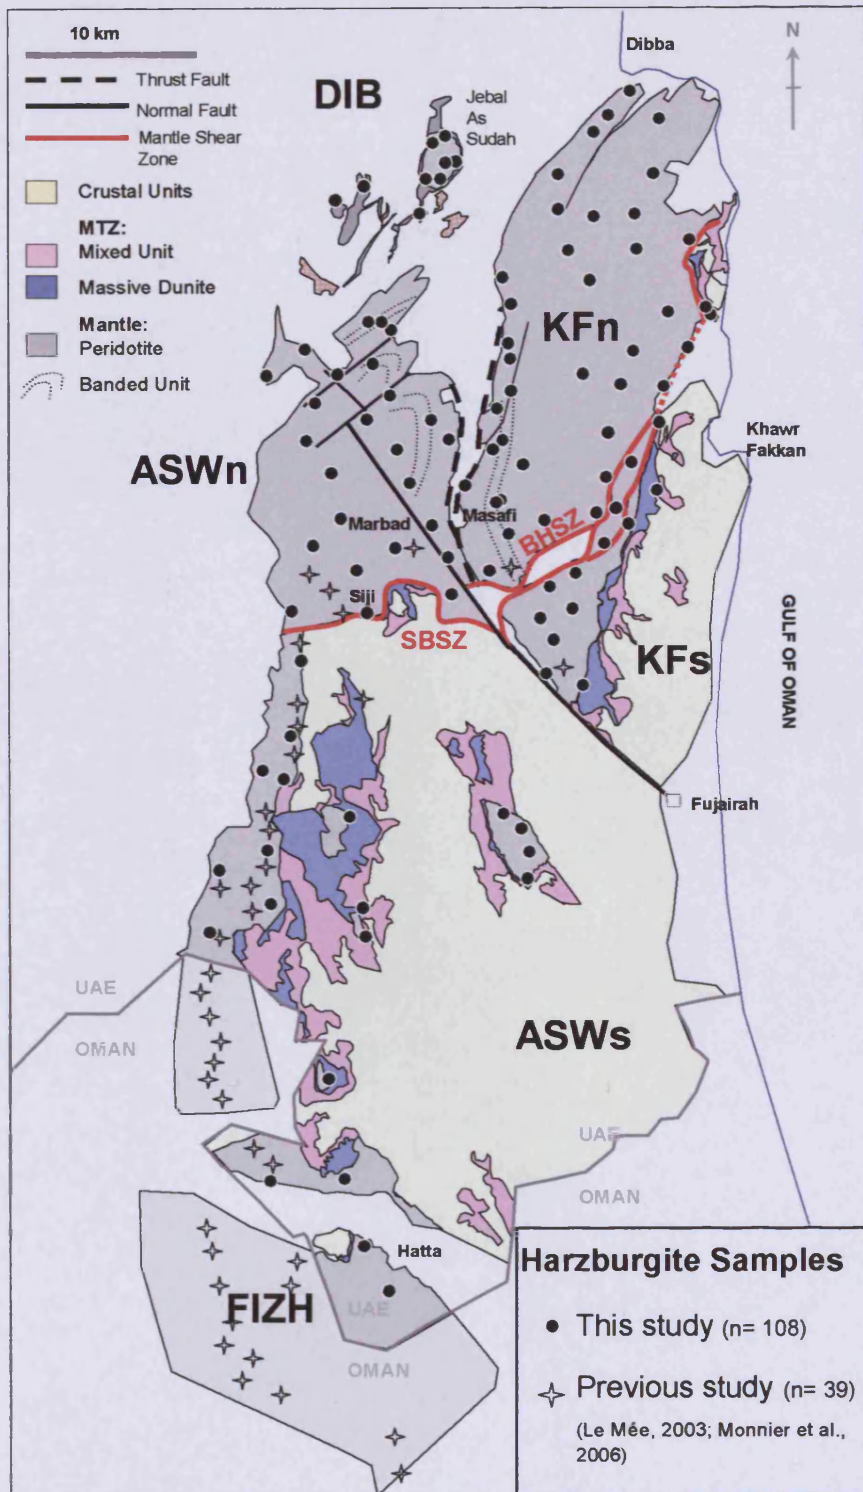 10 km
Thrust Fault
Normal Fault
Mantle Shear
Zone
Crustal Units
MTZ:
Mixed Unit
Massive Dunite
Mantle:
Peridotite
Banded Unit
DIB
Jebal
As
Sudah
Dibba
N
KFn
ASWn
Khawr
Fakkan
Marbad
Masafi
BHSZ
Siji
SBSZ
KFs
GULF OF OMAN
Fujairah
UAE
OMAN
ASWs
UAE
OMAN
Hatta
FIZH
UAE
OMAN
Harzburgite Samples
This study (n= 108)
Previous study (n= 39)
(Le Mée, 2003; Monnier et al.,
2006)